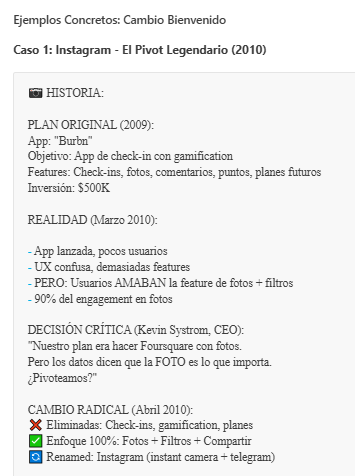 Ejemplos Concretos: Cambio Bienvenido
Caso 1: Instagram - El Pivot Legendario (2010)
📷 HISTORIA:
PLAN ORIGINAL (2009):
App: "Burbn"
Objetivo: App de check-in con gamification
Features: Check-ins, fotos, comentarios, puntos, planes futuros
Inversión: $500K
REALIDAD (Marzo 2010):
- App lanzada, pocos usuarios
- UX confusa, demasiadas features
- PERO: Usuarios AMABAN la feature de fotos + filtros
- 90% del engagement en fotos
DECISIÓN CRÍTICA (Kevin Systrom, CEO):
"Nuestro plan era hacer Foursquare con fotos.
Pero los datos dicen que la FOTO es lo que importa.
¿Pivoteamos?"
CAMBIO RADICAL (Abril 2010):
❌ Eliminadas: Check-ins, gamification, planes
✅ Enfoque 100%: Fotos + Filtros + Compartir
🔄 Renamed: Instagram (instant camera + telegram)